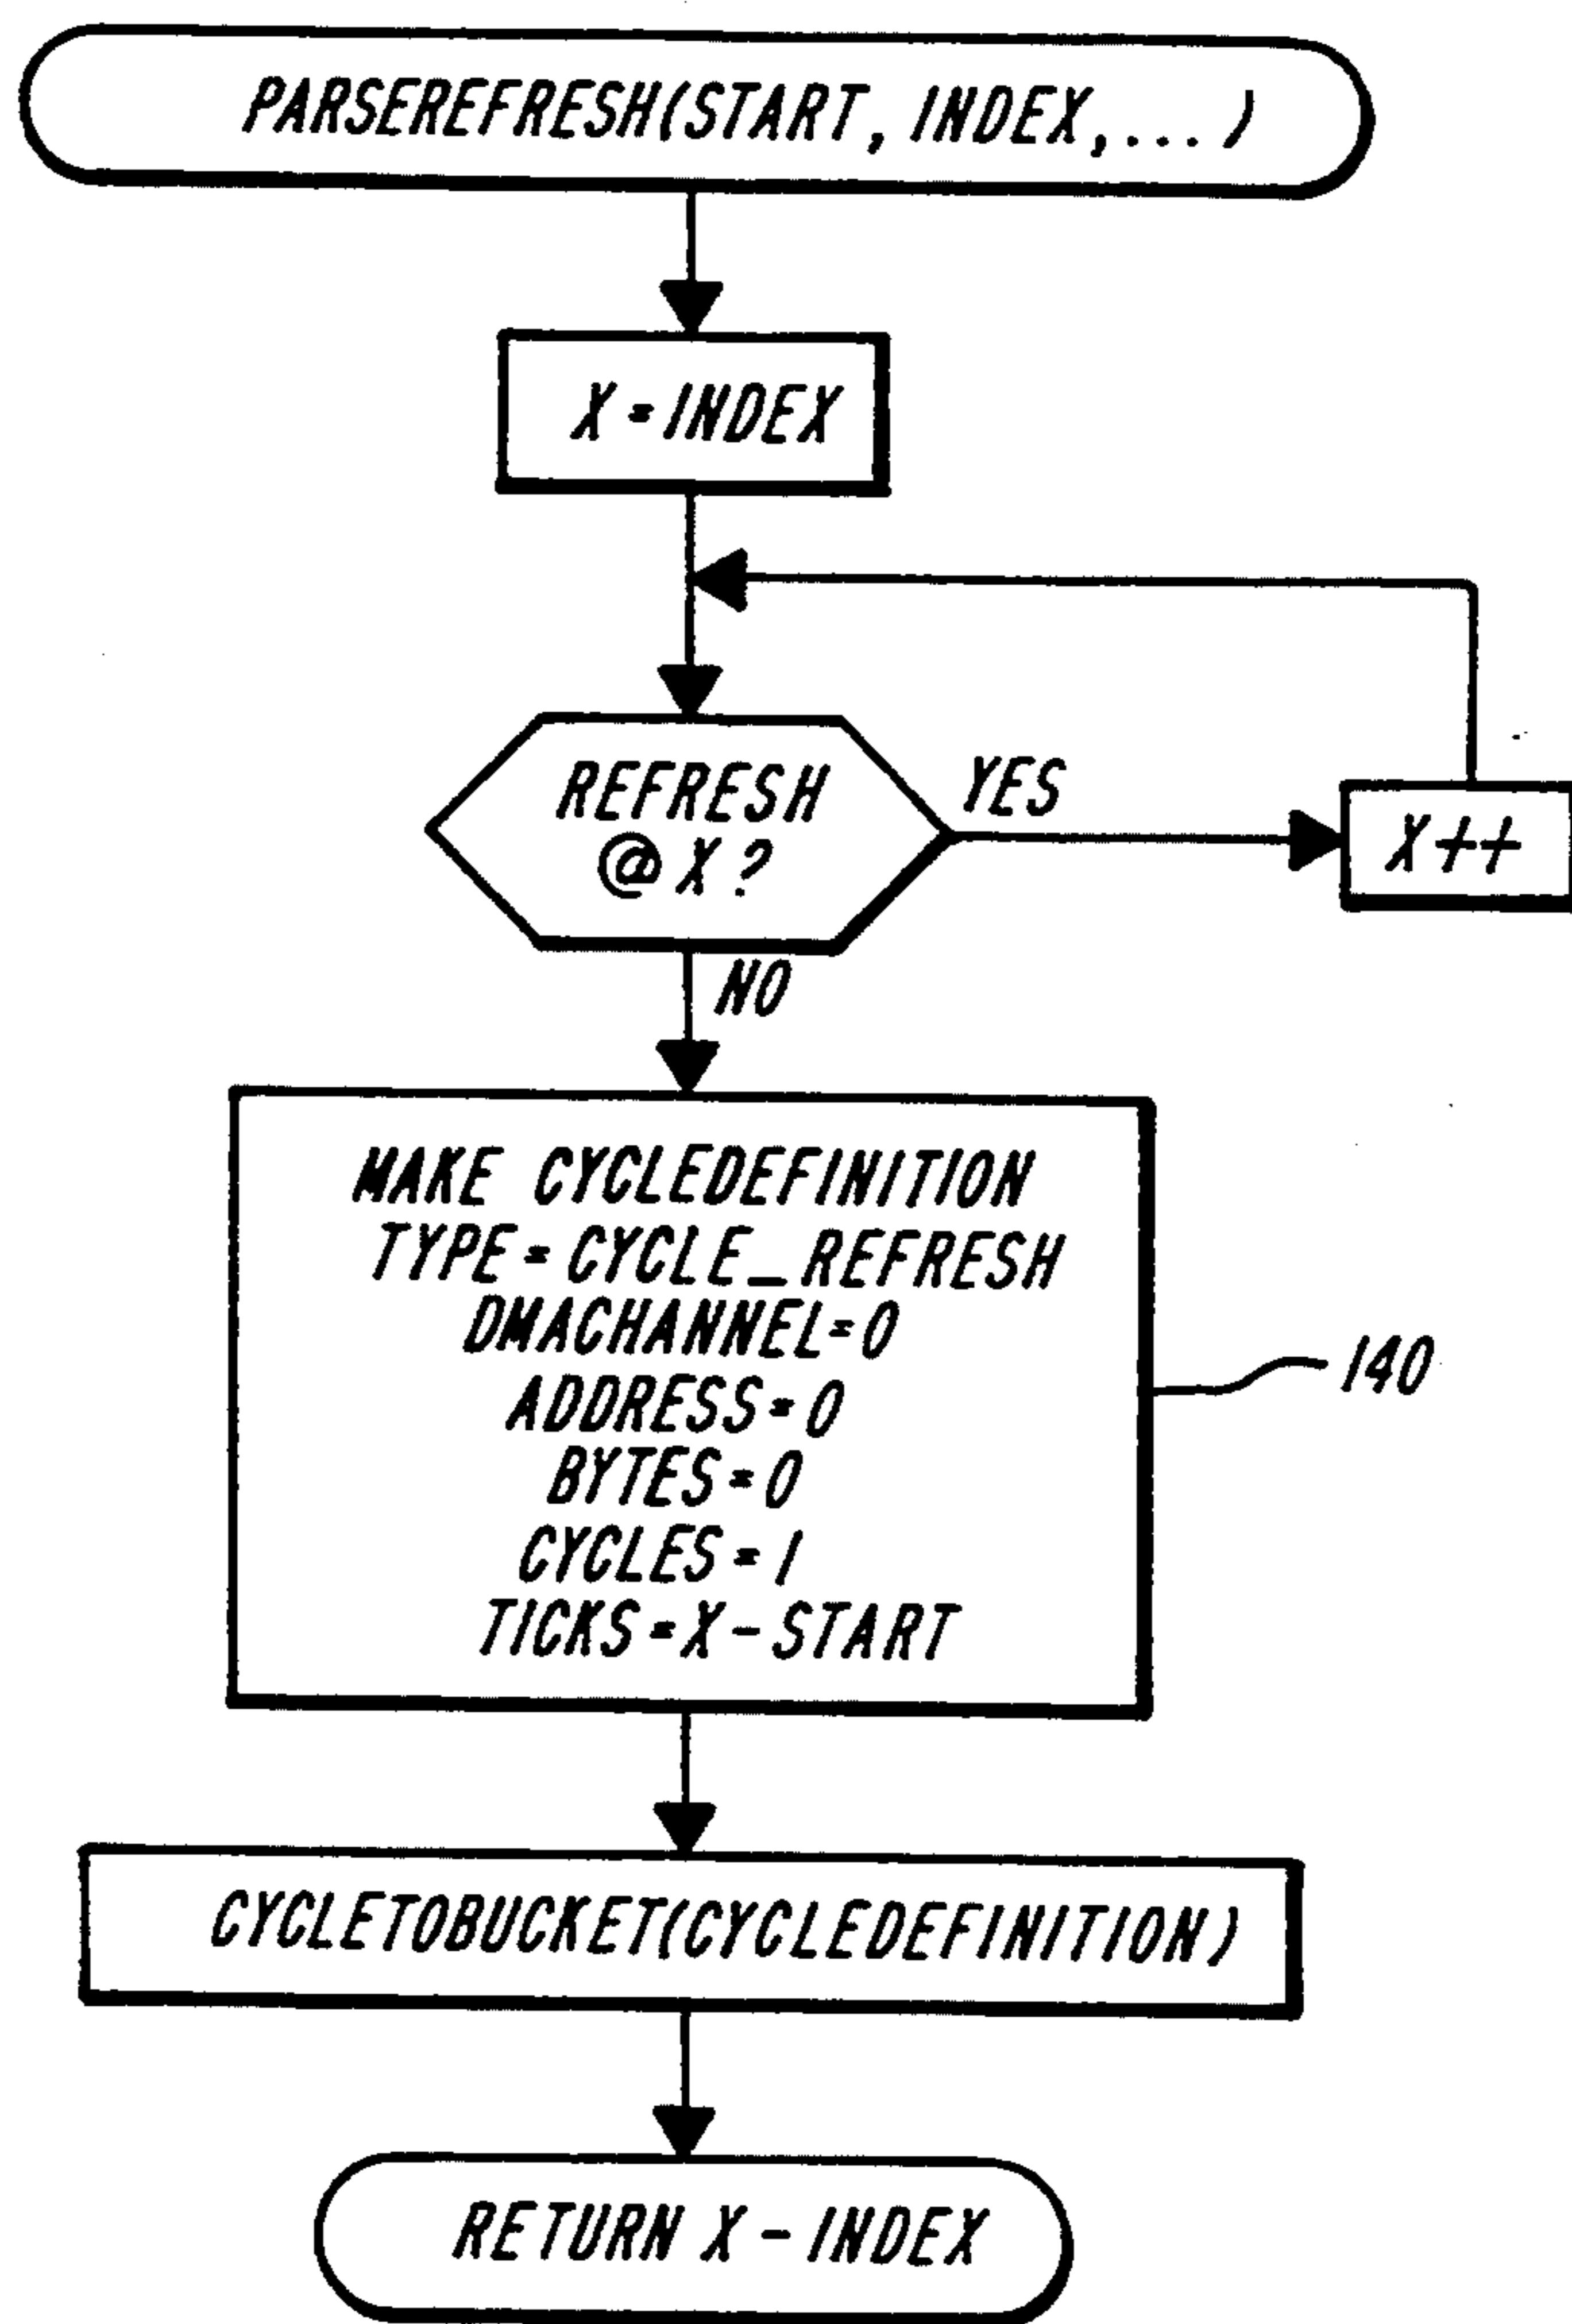 PARSEREFRESH(START, INDEX,...)
X=INDEX
REFRESH
@ X?
YES
X++
NO
MAKE CYCLEDEFINITION
TYPE=CYCLE_REFRESH
DMACHANNEL=0
ADDRESS=0
BYTES=0
CYCLES=1
TICKS=X-START
140
CYCLETOBUCKET(CYCLEDEFINITION)
RETURN X-INDEX